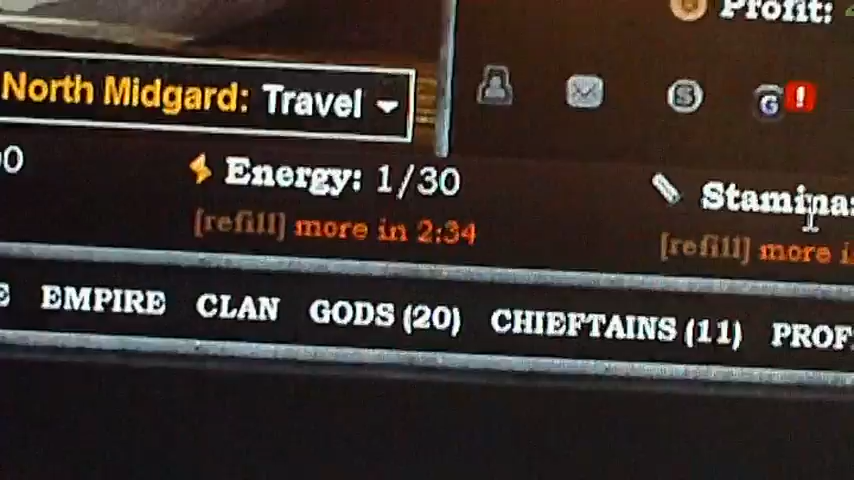 Profit:
North Midgard: Travel
Energy: 1/30
Stamina:
[refill] more in 2:34
[refill] more
EMPIRE CLAN GODS (20) CHIEFTAINS (11) PROF